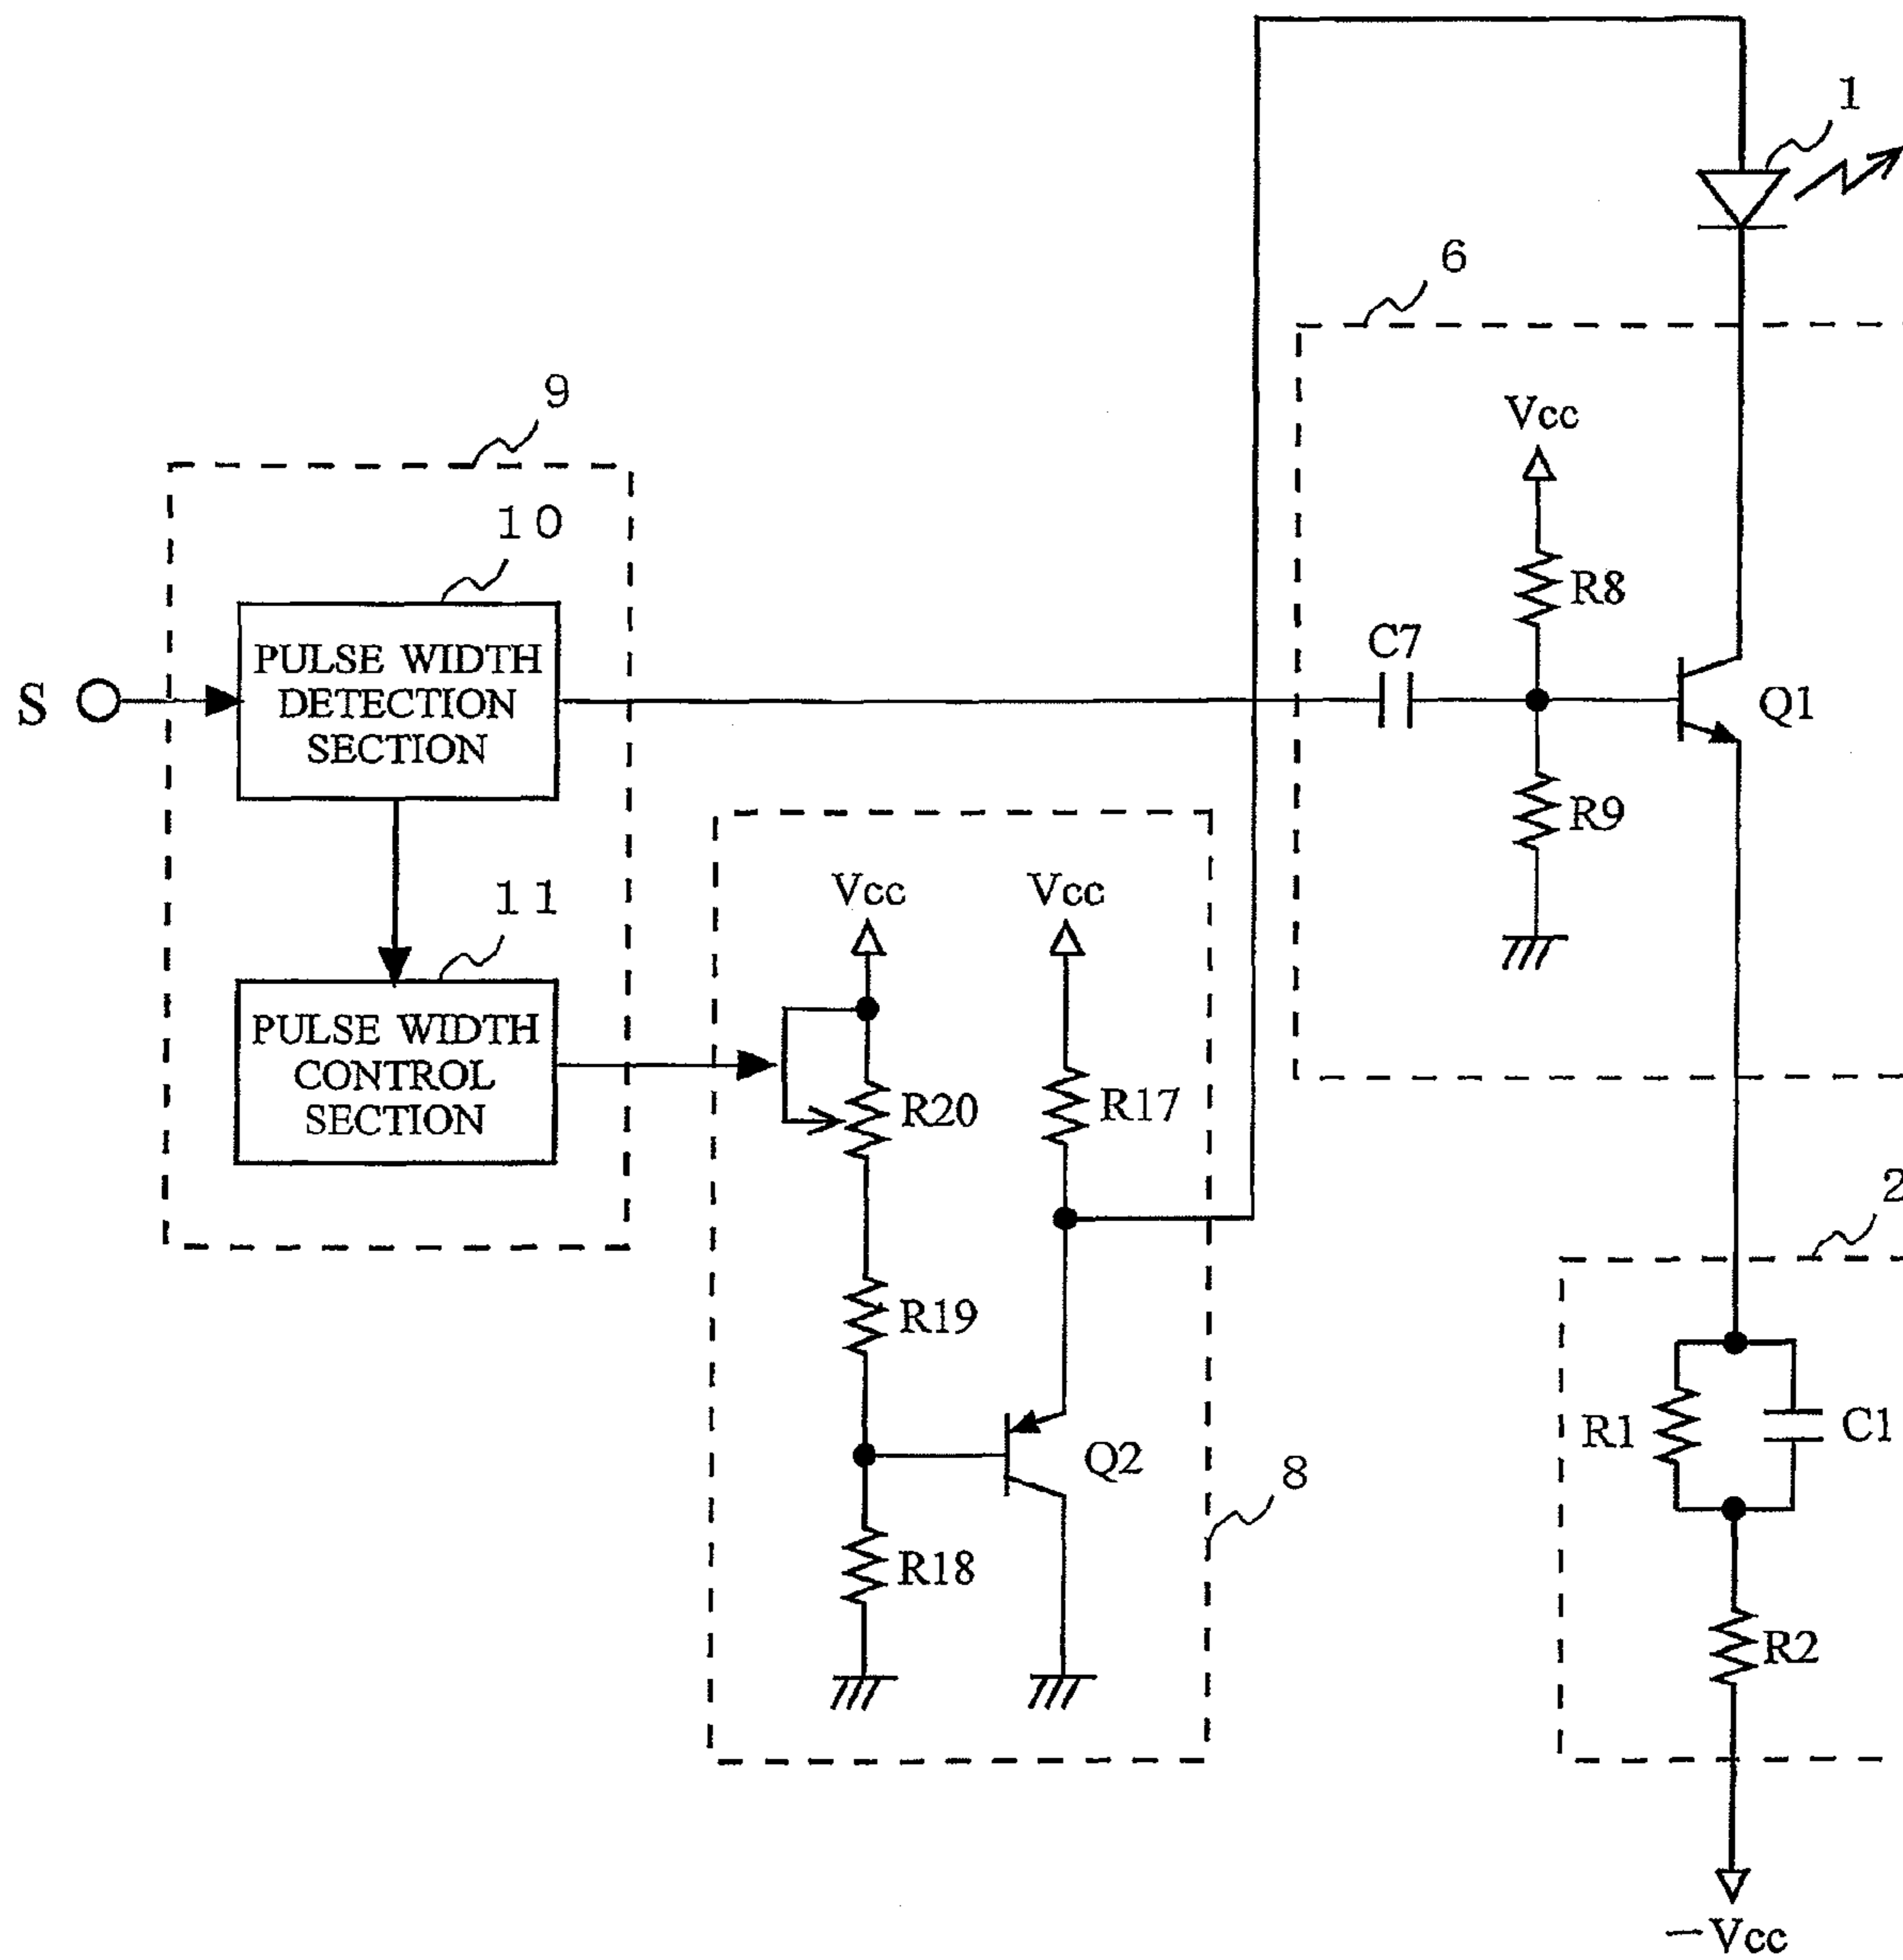 1
6
9
Vcc
10
R8
C7
PULSE WIDTH
DETECTION
SECTION
S
Q1
R9
Vcc
Vcc
11
PULSE WIDTH
CONTROL
SECTION
R20
R17
2
R19
R1
C1
Q2
8
R18
R2
−Vcc